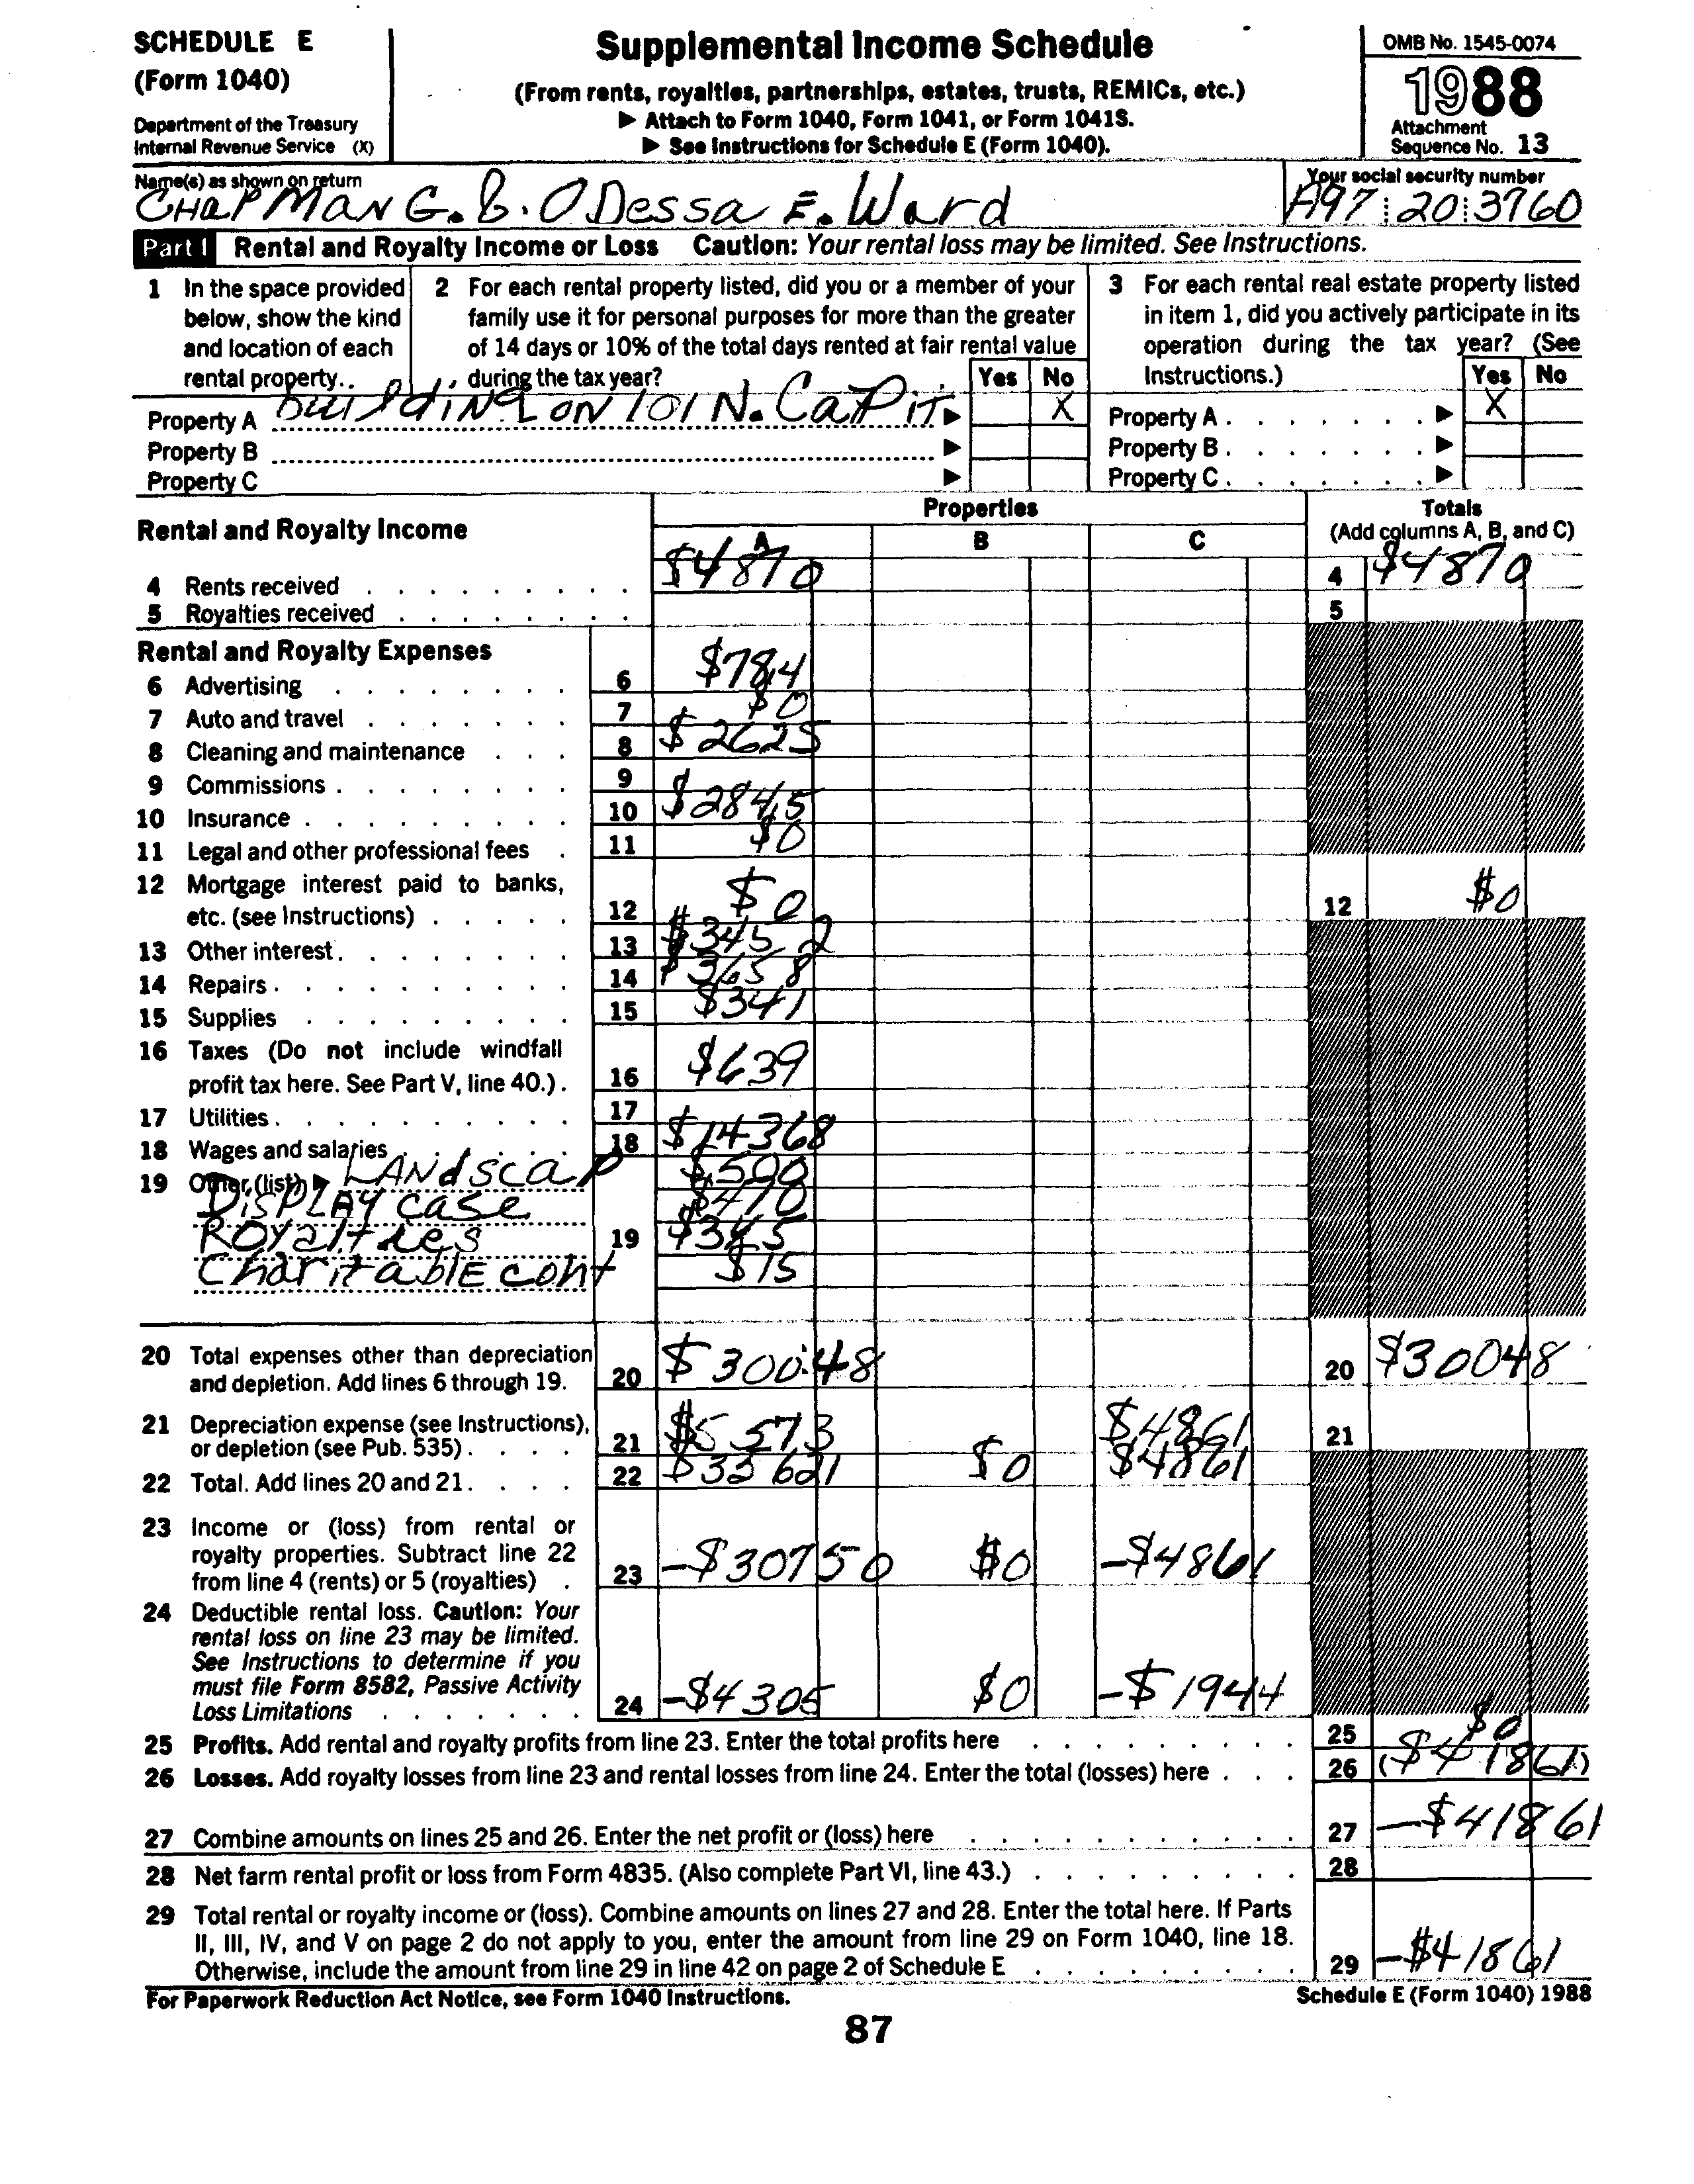 SCHEDULE E
(Form 1040)
Department of the Treasury
Internal Revenue Service (X)
Supplemental Income Schedule
(From rents, royalties, partnerships, estates, trusts, REMICs, etc.)
▶ Attach to Form 1040, Form 1041, or Form 1041S.
▶ See Instructions for Schedule E (Form 1040).
OMB No. 1545-0074
1988
Attachment
Sequence No. 13
Name(s) as shown on return
CHAPMAN G. & ODessa E. Ward
Your social security number
A97 20 3760
Part I Rental and Royalty Income or Loss Caution: Your rental loss may be limited. See Instructions.
1 In the space provided
below, show the kind
and location of each
rental property..
2 For each rental property listed, did you or a member of your
family use it for personal purposes for more than the greater
of 14 days or 10% of the total days rented at fair rental value
during the tax year?
Yes No
3 For each rental real estate property listed
in item 1, did you actively participate in its
operation during the tax year? (See
Instructions.)
Yes No
Property A building on 101 N. CaPit ▶ X
Property A . . . . . . . ▶ X
Property B ▶
Property B . . . . . . . ▶
Property C ▶
Property C . . . . . . . ▶
Rental and Royalty Income
Properties
A B C
Totals
(Add columns A, B, and C)
4 Rents received . . . . . . . . . $4870 4 $4870
5 Royalties received . . . . . . . . 5
Rental and Royalty Expenses
6 Advertising . . . . . . . . 6 $784
7 Auto and travel . . . . . . . 7 $0
8 Cleaning and maintenance . . . 8 $2625
9 Commissions . . . . . . . . 9
10 Insurance . . . . . . . . . 10 $2845
11 Legal and other professional fees . 11 $0
12 Mortgage interest paid to banks,
etc. (see Instructions) . . . . . 12 $0 12 $0
13 Other interest . . . . . . . . 13 $3452
14 Repairs . . . . . . . . . . 14 $3658
15 Supplies . . . . . . . . . 15 $341
16 Taxes (Do not include windfall
profit tax here. See Part V, line 40.) . 16 $639
17 Utilities . . . . . . . . . . 17
18 Wages and salaries . . . . . . 18 $14368
19 Other (list) ▶ LANdscap $500
DISPLAY case $470
Royalties 19 $345
CharitablE cont $15
20 Total expenses other than depreciation
and depletion. Add lines 6 through 19. 20 $30048 20 $30048
21 Depreciation expense (see Instructions),
or depletion (see Pub. 535) . . . . 21 $5573 $4861 21
22 Total. Add lines 20 and 21. . . . . 22 $35621 $0 $4861
23 Income or (loss) from rental or
royalty properties. Subtract line 22
from line 4 (rents) or 5 (royalties) . 23 -$30750 $0 -$4861
24 Deductible rental loss. Caution: Your
rental loss on line 23 may be limited.
See Instructions to determine if you
must file Form 8582, Passive Activity
Loss Limitations . . . . . . . 24 -$4305 $0 -$1944
25 Profits. Add rental and royalty profits from line 23. Enter the total profits here . . . . . . . . . 25 $0
26 Losses. Add royalty losses from line 23 and rental losses from line 24. Enter the total (losses) here . . . 26 ($41861)
27 Combine amounts on lines 25 and 26. Enter the net profit or (loss) here . . . . . . . . . . . 27 -$41861
28 Net farm rental profit or loss from Form 4835. (Also complete Part VI, line 43.) . . . . . . . . . 28
29 Total rental or royalty income or (loss). Combine amounts on lines 27 and 28. Enter the total here. If Parts
II, III, IV, and V on page 2 do not apply to you, enter the amount from line 29 on Form 1040, line 18.
Otherwise, include the amount from line 29 in line 42 on page 2 of Schedule E . . . . . . . . . 29 -$41861
For Paperwork Reduction Act Notice, see Form 1040 Instructions.
Schedule E (Form 1040) 1988
87